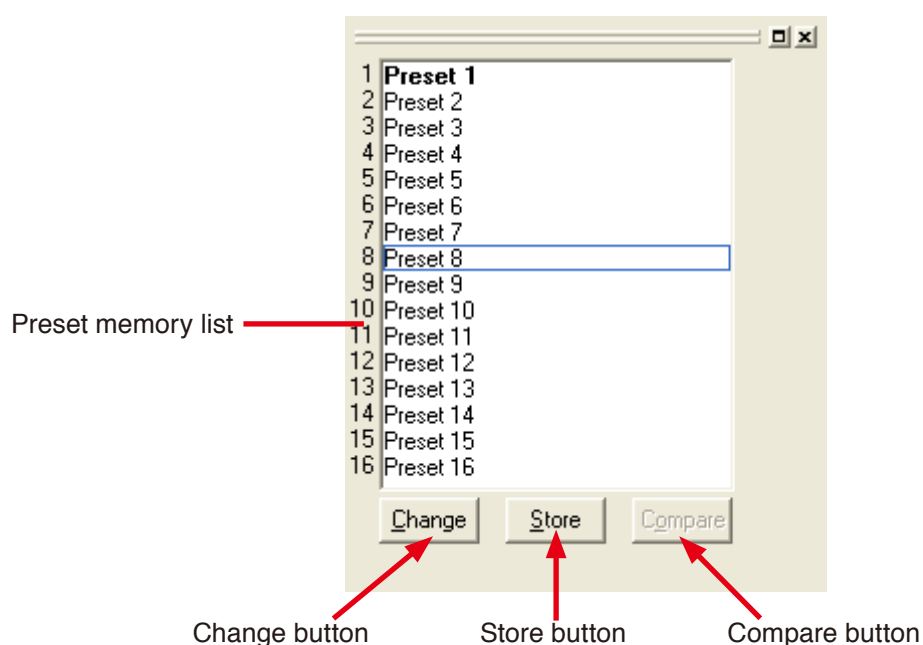 1 Preset 1
2 Preset 2
3 Preset 3
4 Preset 4
5 Preset 5
6 Preset 6
7 Preset 7
8 Preset 8
9 Preset 9
10 Preset 10
Preset memory list
11 Preset 11
12 Preset 12
13 Preset 13
14 Preset 14
15 Preset 15
16 Preset 16
Change Store Compare
Change button Store button Compare button